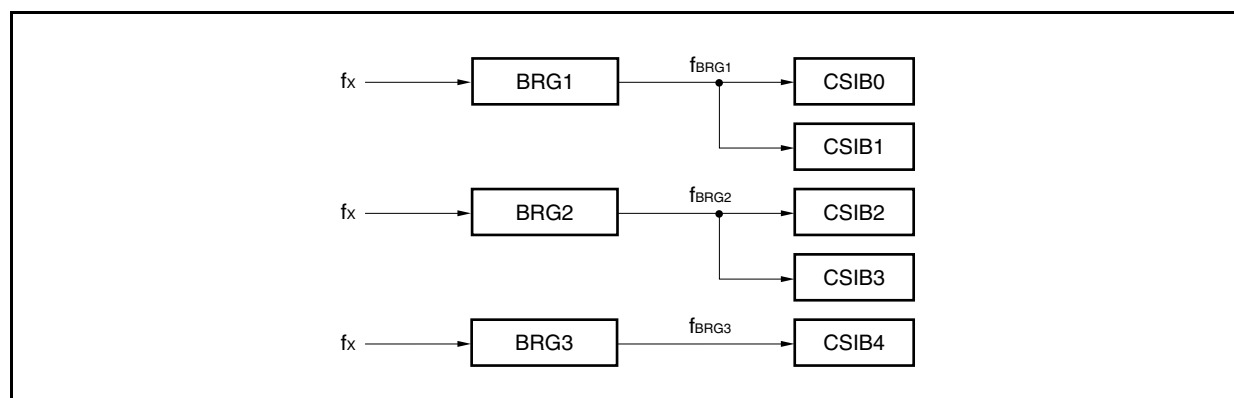 fX BRG1 fBRG1 CSIB0
CSIB1
fX BRG2 fBRG2 CSIB2
CSIB3
fX BRG3 fBRG3 CSIB4